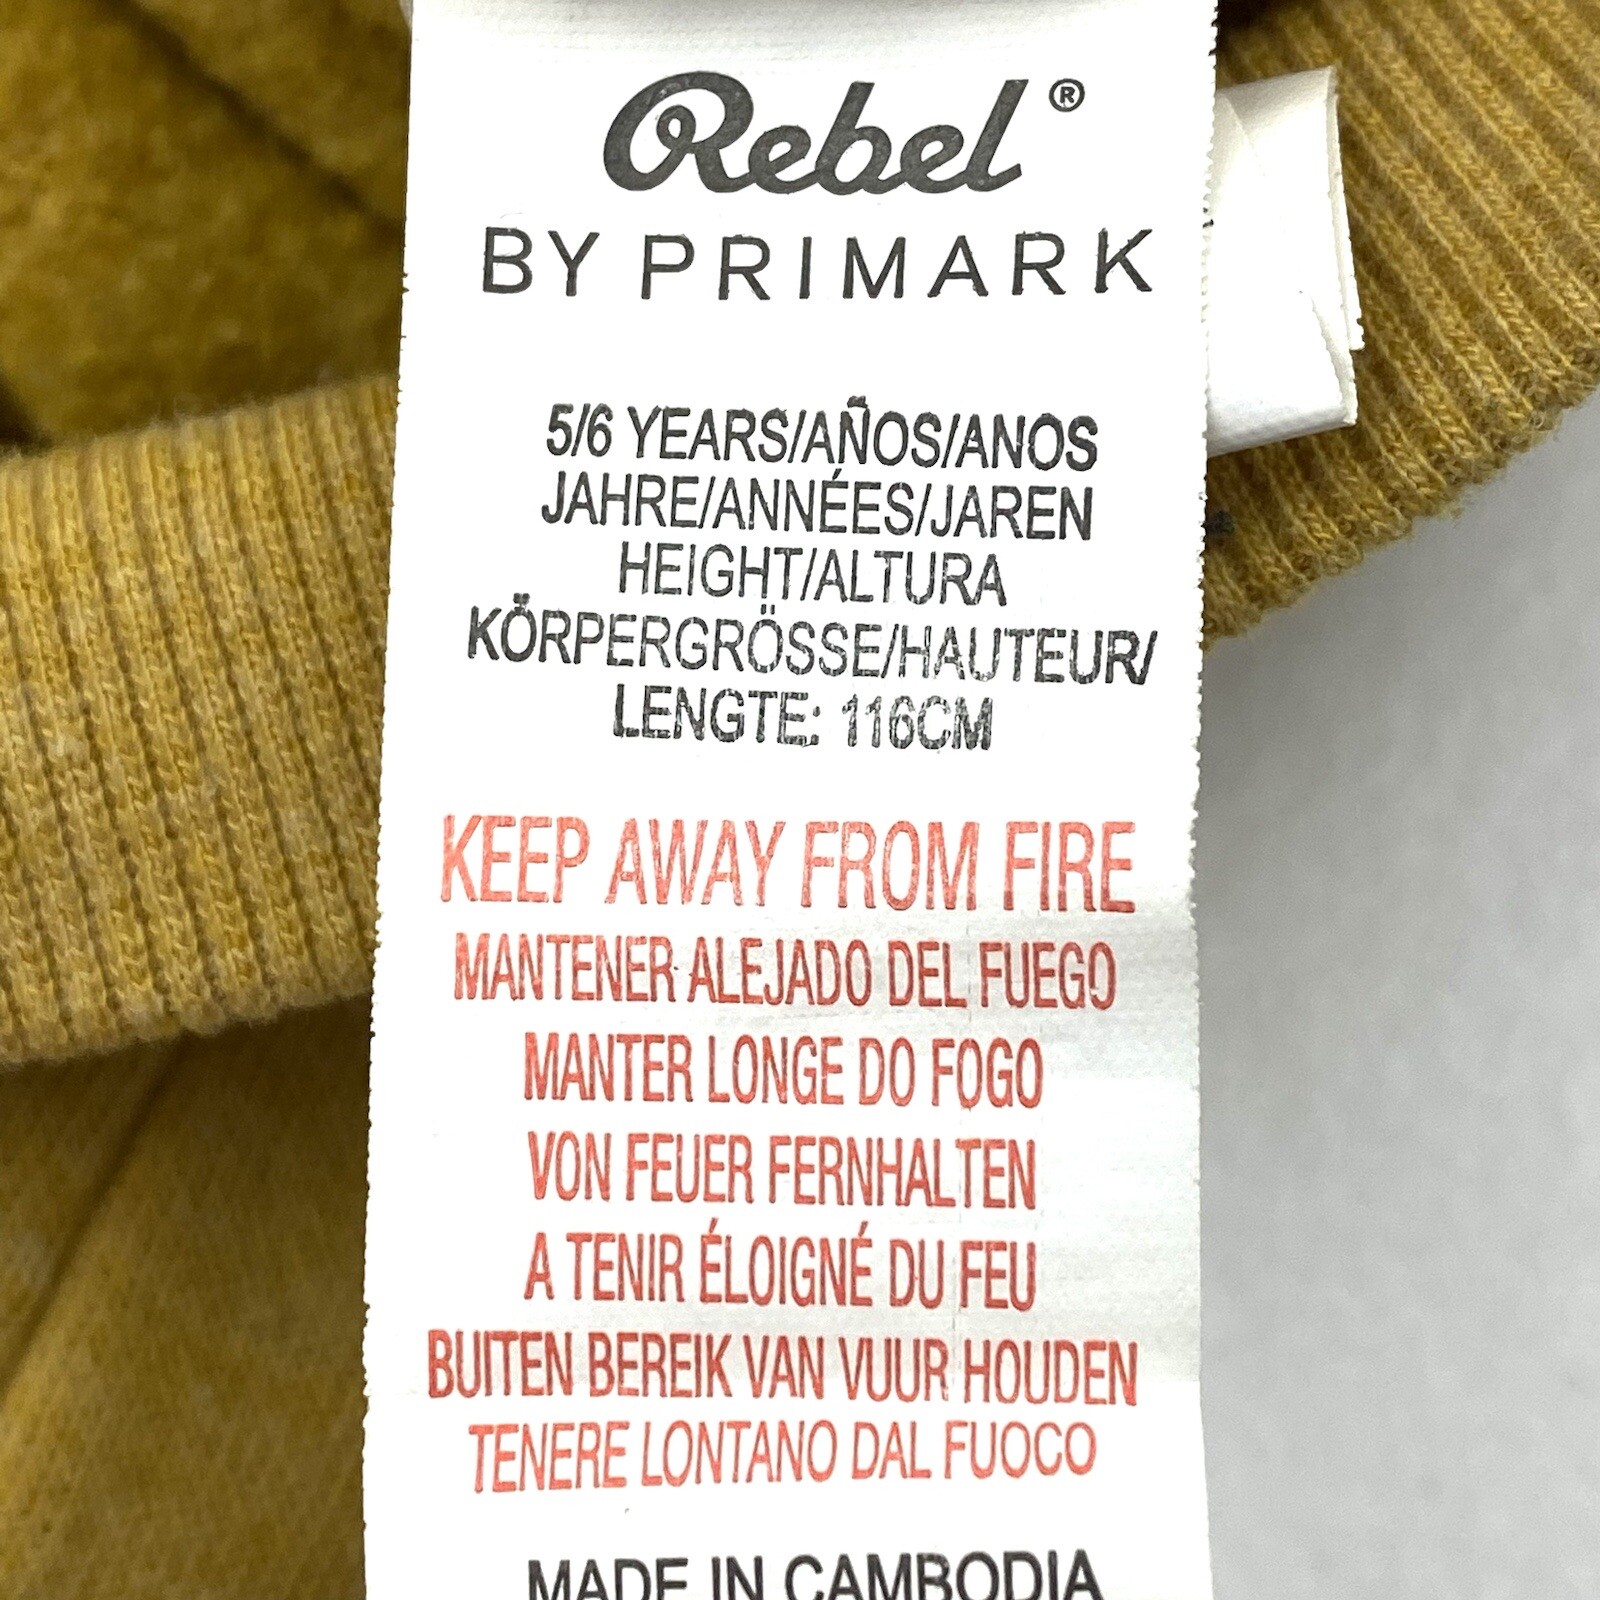 Rebel®
BY PRIMARK
5/6 YEARS/AÑOS/ANOS
JAHRE/ANNÉES/JAREN
HEIGHT/ALTURA
KÖRPERGRÖSSE/HAUTEUR/
LENGTE: 116CM
KEEP AWAY FROM FIRE
MANTENER ALEJADO DEL FUEGO
MANTER LONGE DO FOGO
VON FEUER FERNHALTEN
A TENIR ÉLOIGNÉ DU FEU
BUITEN BEREIK VAN VUUR HOUDEN
TENERE LONTANO DAL FUOCO
MADE IN CAMBODIA